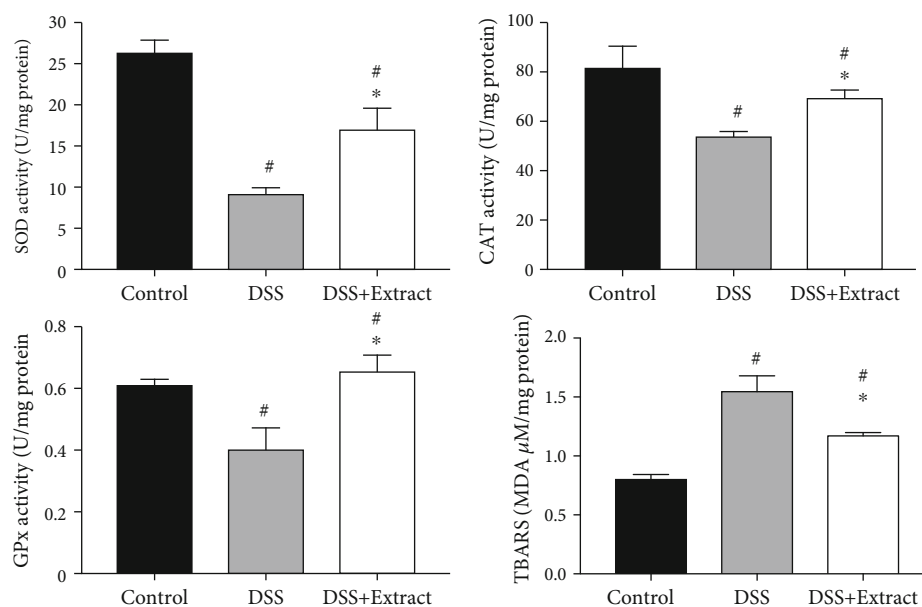 SOD activity (U/mg protein)
30
25
20
15
10
5
0
#
#
*
Control
DSS
DSS+Extract
CAT activity (U/mg protein)
100
80
60
40
20
0
#
#
*
Control
DSS
DSS+Extract
GPx activity (U/mg protein
0.8
0.6
0.4
0.2
0
#
#
*
Control
DSS
DSS+Extract
TBARS (MDA μM/mg protein)
2.0
1.5
1.0
0.5
0.0
#
#
*
Control
DSS
DSS+Extract